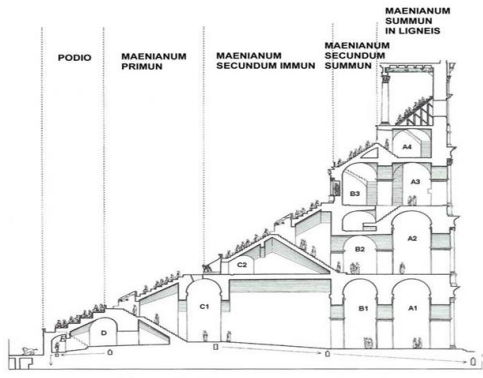 MAENIANUM
SUMMUN
IN LIGNEIS
MAENIANUM
SECUNDUM
SUMMUN
MAENIANUM
SECUNDUM IMMUN
MAENIANUM
PRIMUN
PODIO
A4
A3
B3
A2
B2
C2
C1
B1
A1
D